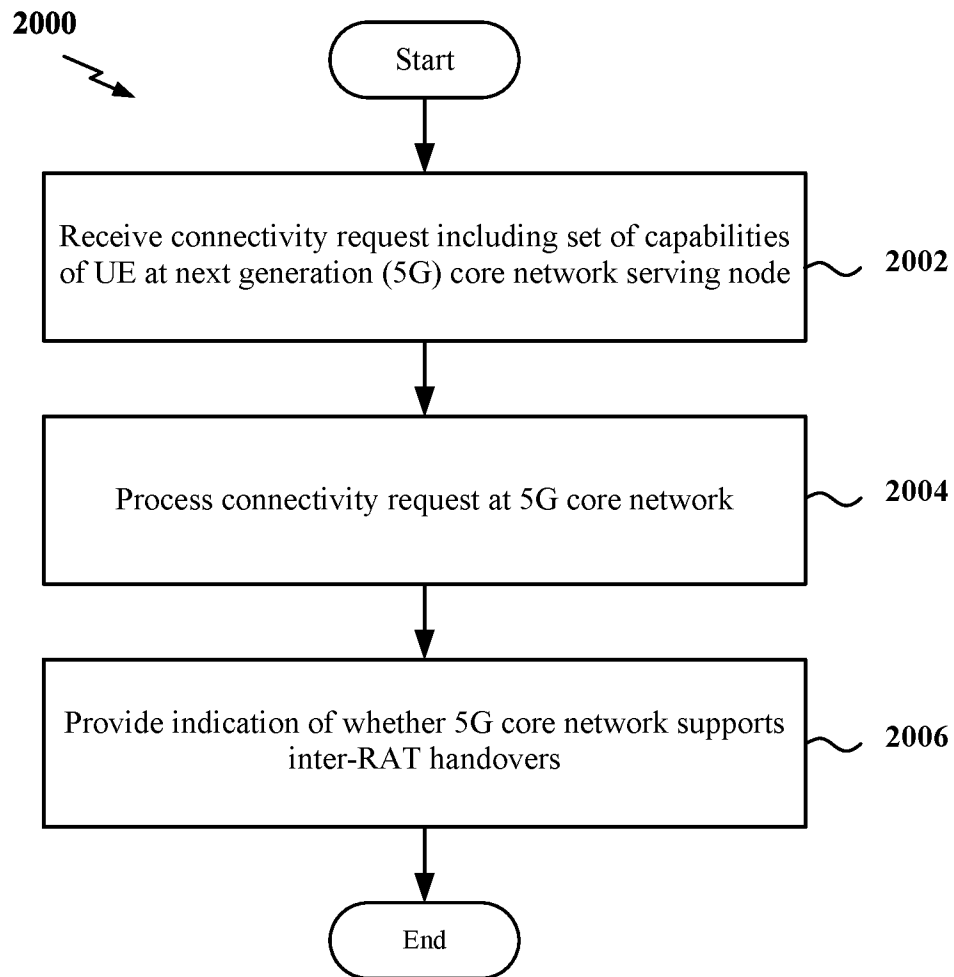 2000
Start
Receive connectivity request including set of capabilities
of UE at next generation (5G) core network serving node
2002
Process connectivity request at 5G core network
2004
Provide indication of whether 5G core network supports
inter-RAT handovers
2006
End